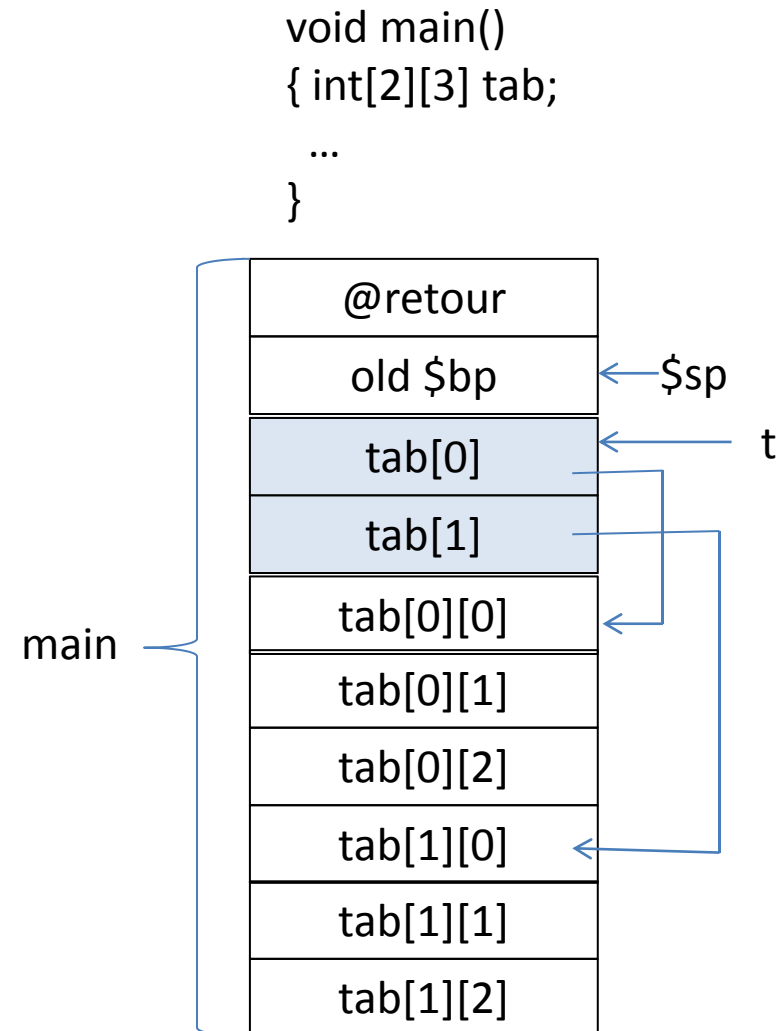 void main()
{ int[2][3] tab;
...
}
@retour
old $bp
$sp
tab[0]
t
tab[1]
tab[0][0]
main
tab[0][1]
tab[0][2]
tab[1][0]
tab[1][1]
tab[1][2]